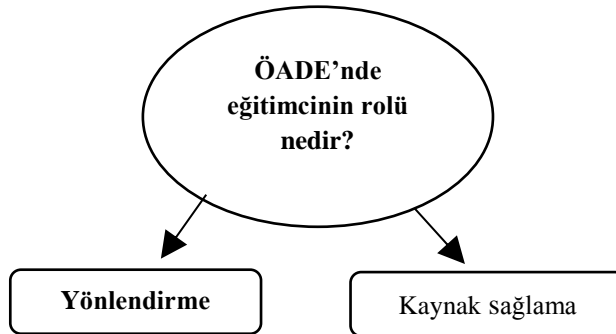 ÖADE’nde
eğitimcinin rolü
nedir?
Yönlendirme
Kaynak sağlama